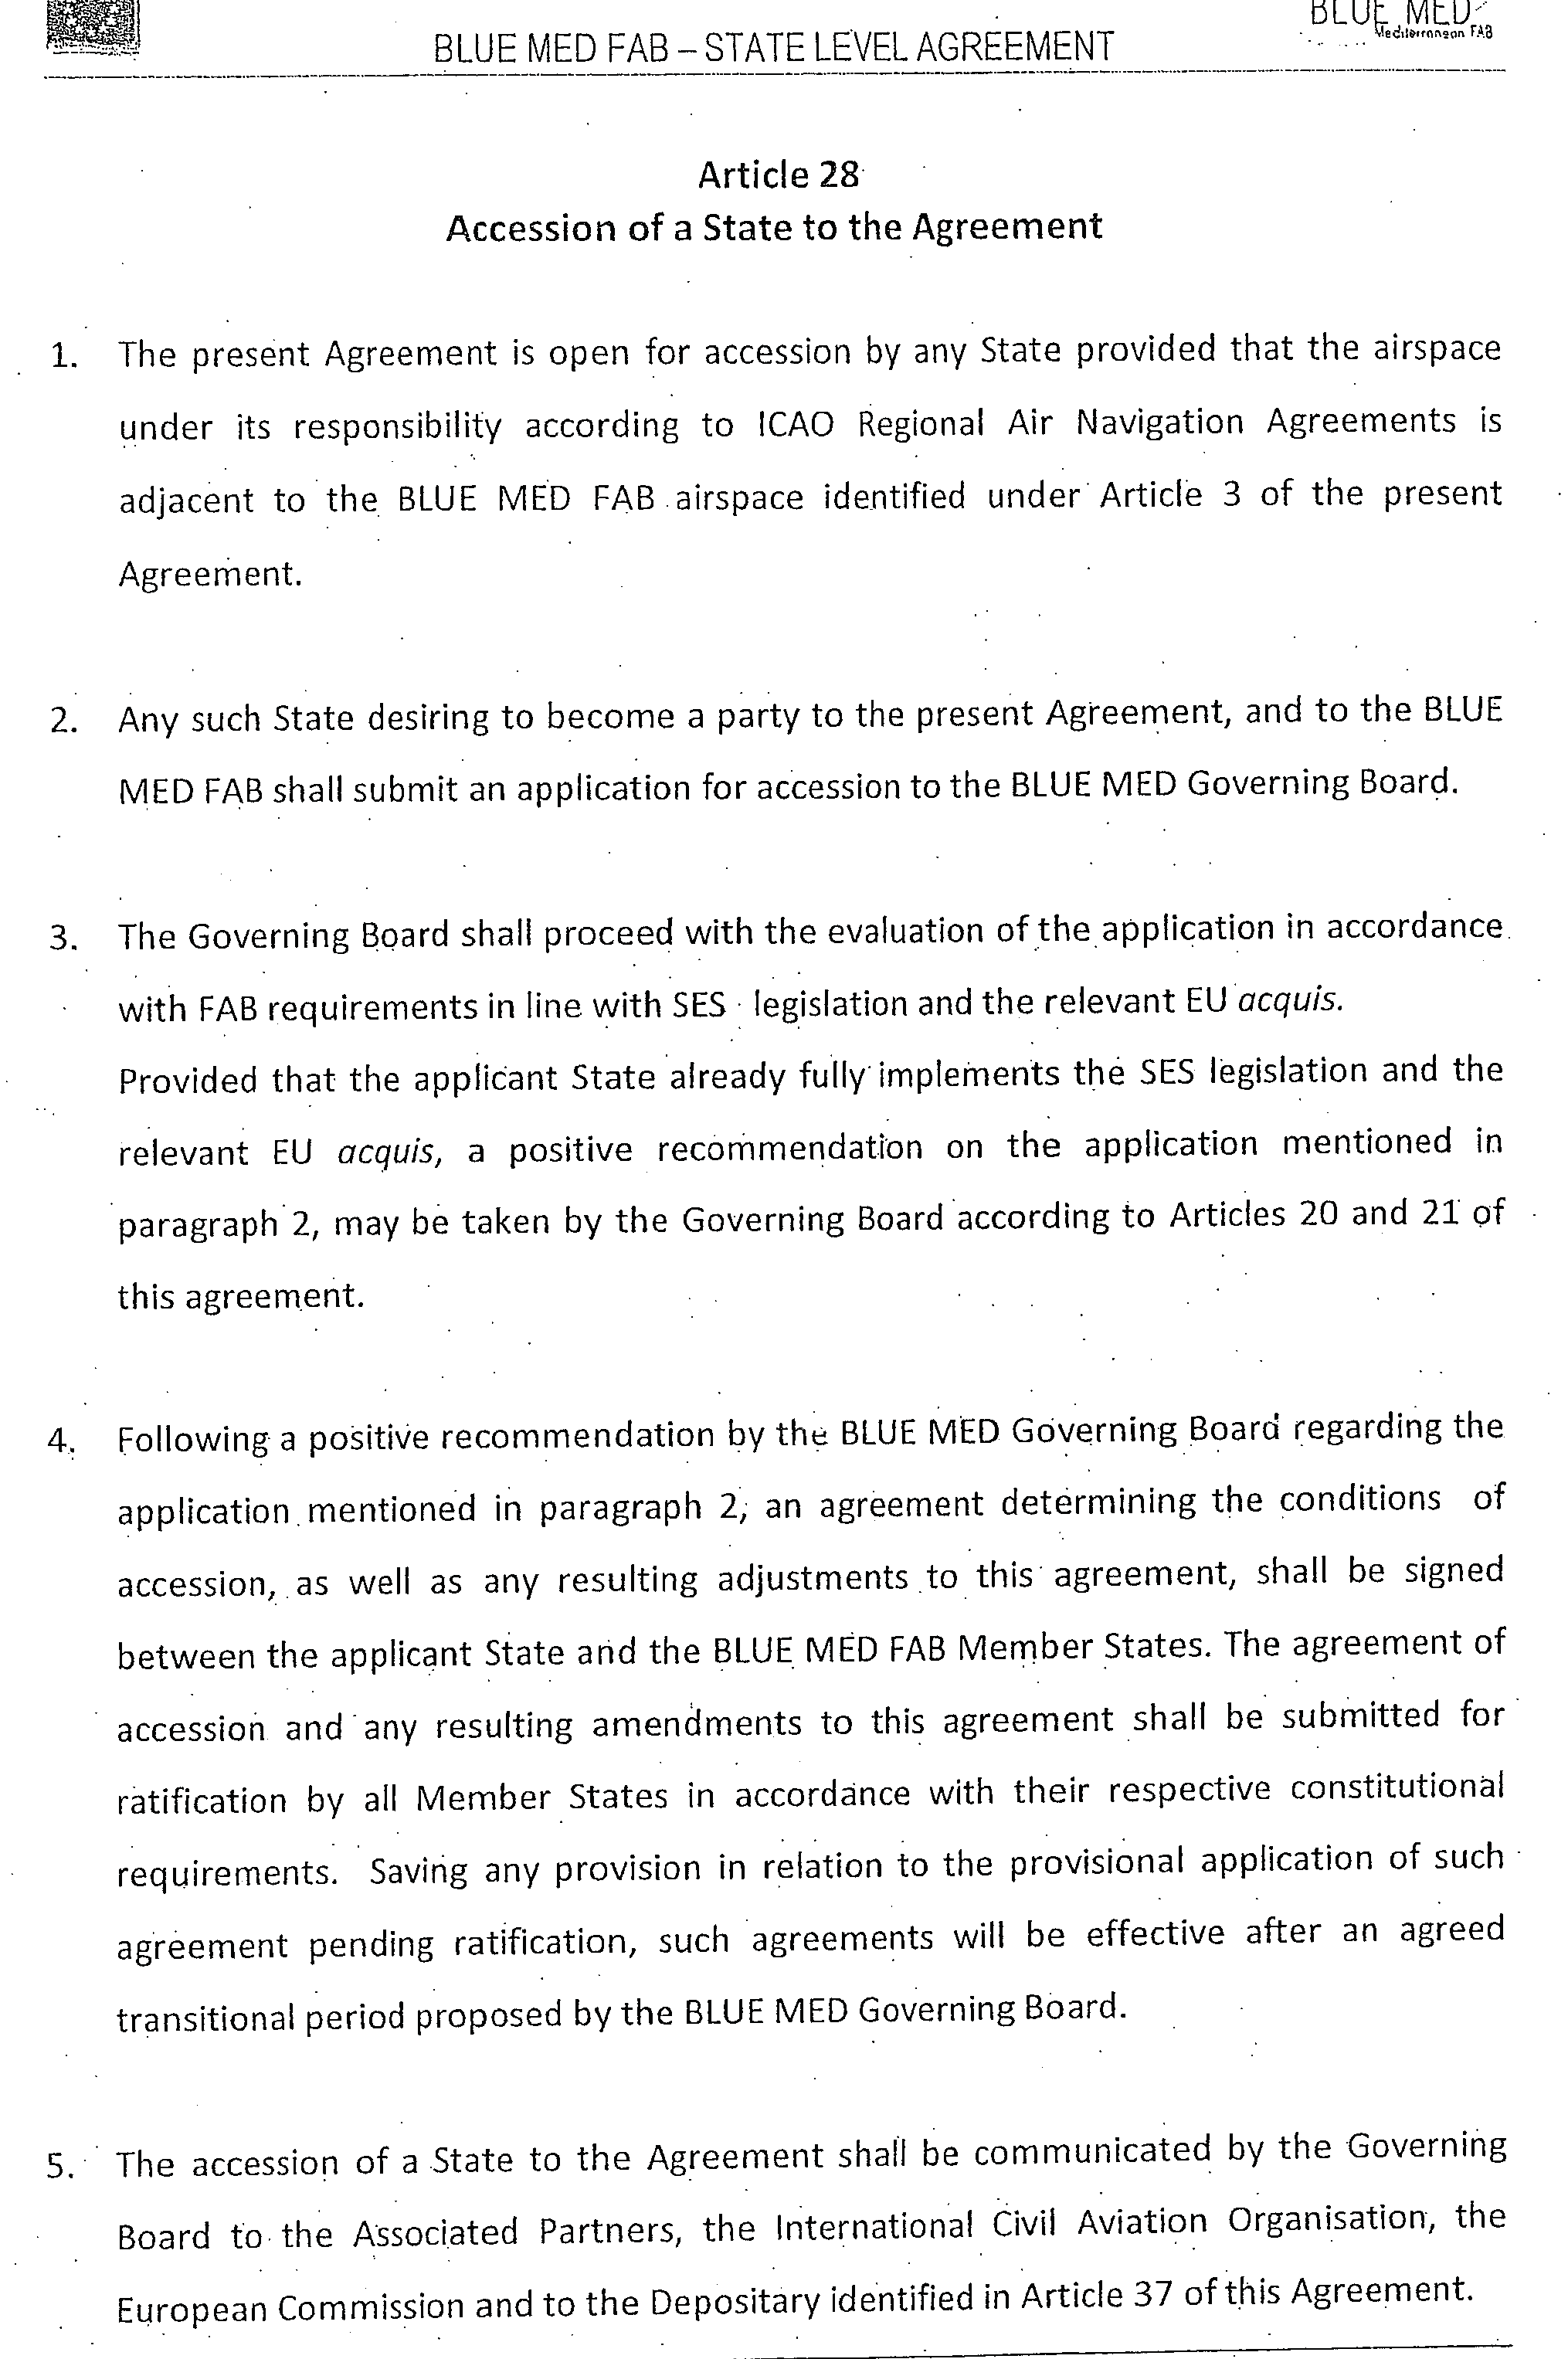 BLUE MED
Mediterranean FAB
BLUE MED FAB – STATE LEVEL AGREEMENT
Article 28
Accession of a State to the Agreement
1. The present Agreement is open for accession by any State provided that the airspace
under its responsibility according to ICAO Regional Air Navigation Agreements is
adjacent to the BLUE MED FAB airspace identified under Article 3 of the present
Agreement.
2. Any such State desiring to become a party to the present Agreement, and to the BLUE
MED FAB shall submit an application for accession to the BLUE MED Governing Board.
3. The Governing Board shall proceed with the evaluation of the application in accordance
with FAB requirements in line with SES legislation and the relevant EU acquis.
Provided that the applicant State already fully implements the SES legislation and the
relevant EU acquis, a positive recommendation on the application mentioned in
paragraph 2, may be taken by the Governing Board according to Articles 20 and 21 of
this agreement.
4. Following a positive recommendation by the BLUE MED Governing Board regarding the
application mentioned in paragraph 2, an agreement determining the conditions of
accession, as well as any resulting adjustments to this agreement, shall be signed
between the applicant State and the BLUE MED FAB Member States. The agreement of
accession and any resulting amendments to this agreement shall be submitted for
ratification by all Member States in accordance with their respective constitutional
requirements. Saving any provision in relation to the provisional application of such
agreement pending ratification, such agreements will be effective after an agreed
transitional period proposed by the BLUE MED Governing Board.
5. The accession of a State to the Agreement shall be communicated by the Governing
Board to the Associated Partners, the International Civil Aviation Organisation, the
European Commission and to the Depositary identified in Article 37 of this Agreement.